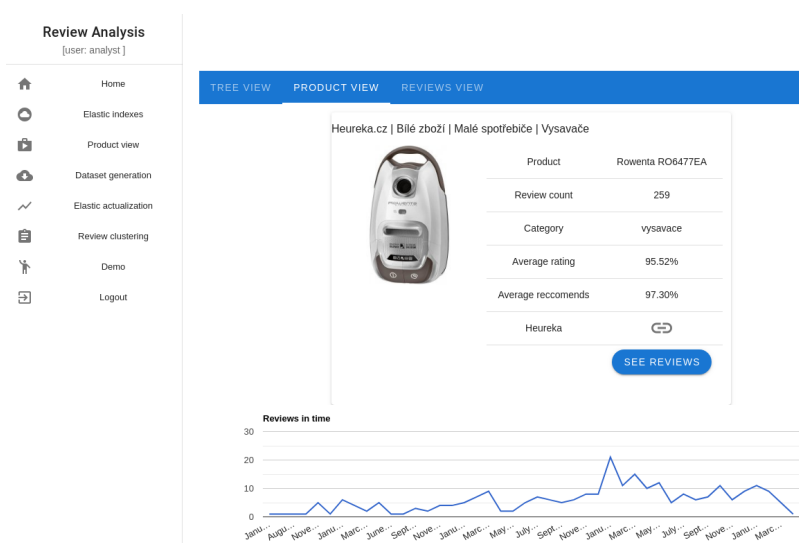 Review Analysis
[user: analyst ]
Home
Elastic indexes
Product view
Dataset generation
Elastic actualization
Review clustering
Demo
Logout
TREE VIEW PRODUCT VIEW REVIEWS VIEW
Heureka.cz | Bílé zboží | Malé spotřebiče | Vysavače
Product Rowenta RO6477EA
Review count 259
Category vysavace
Average rating 95.52%
Average reccomends 97.30%
Heureka
SEE REVIEWS
Reviews in time
30
20
10
0
Janu... Augu... Nove... Janu... Marc... June... Sept... Nove... Janu... Marc... May... July... Sept... Nove... Janu... Marc... May... July... Sept... Nove... Janu... Marc...